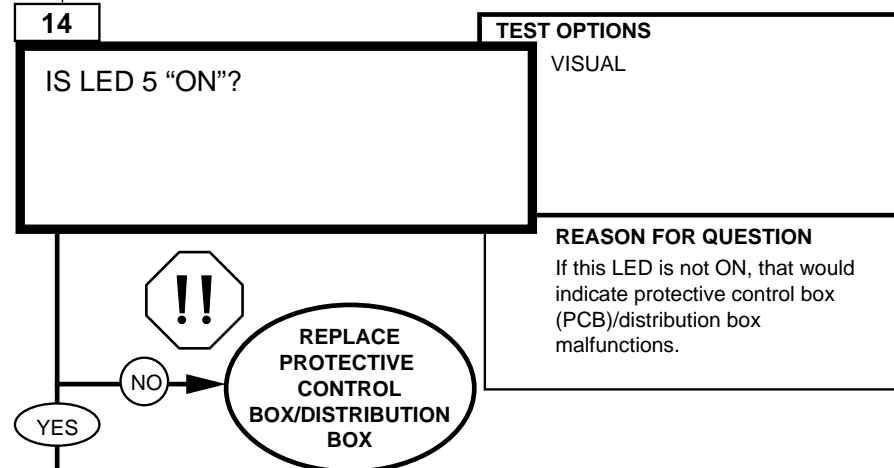 14
IS LED 5 “ON”?
TEST OPTIONS
VISUAL
REASON FOR QUESTION
If this LED is not ON, that would
indicate protective control box
(PCB)/distribution box
malfunctions.
!!
NO
REPLACE
PROTECTIVE
CONTROL
BOX/DISTRIBUTION
BOX
YES